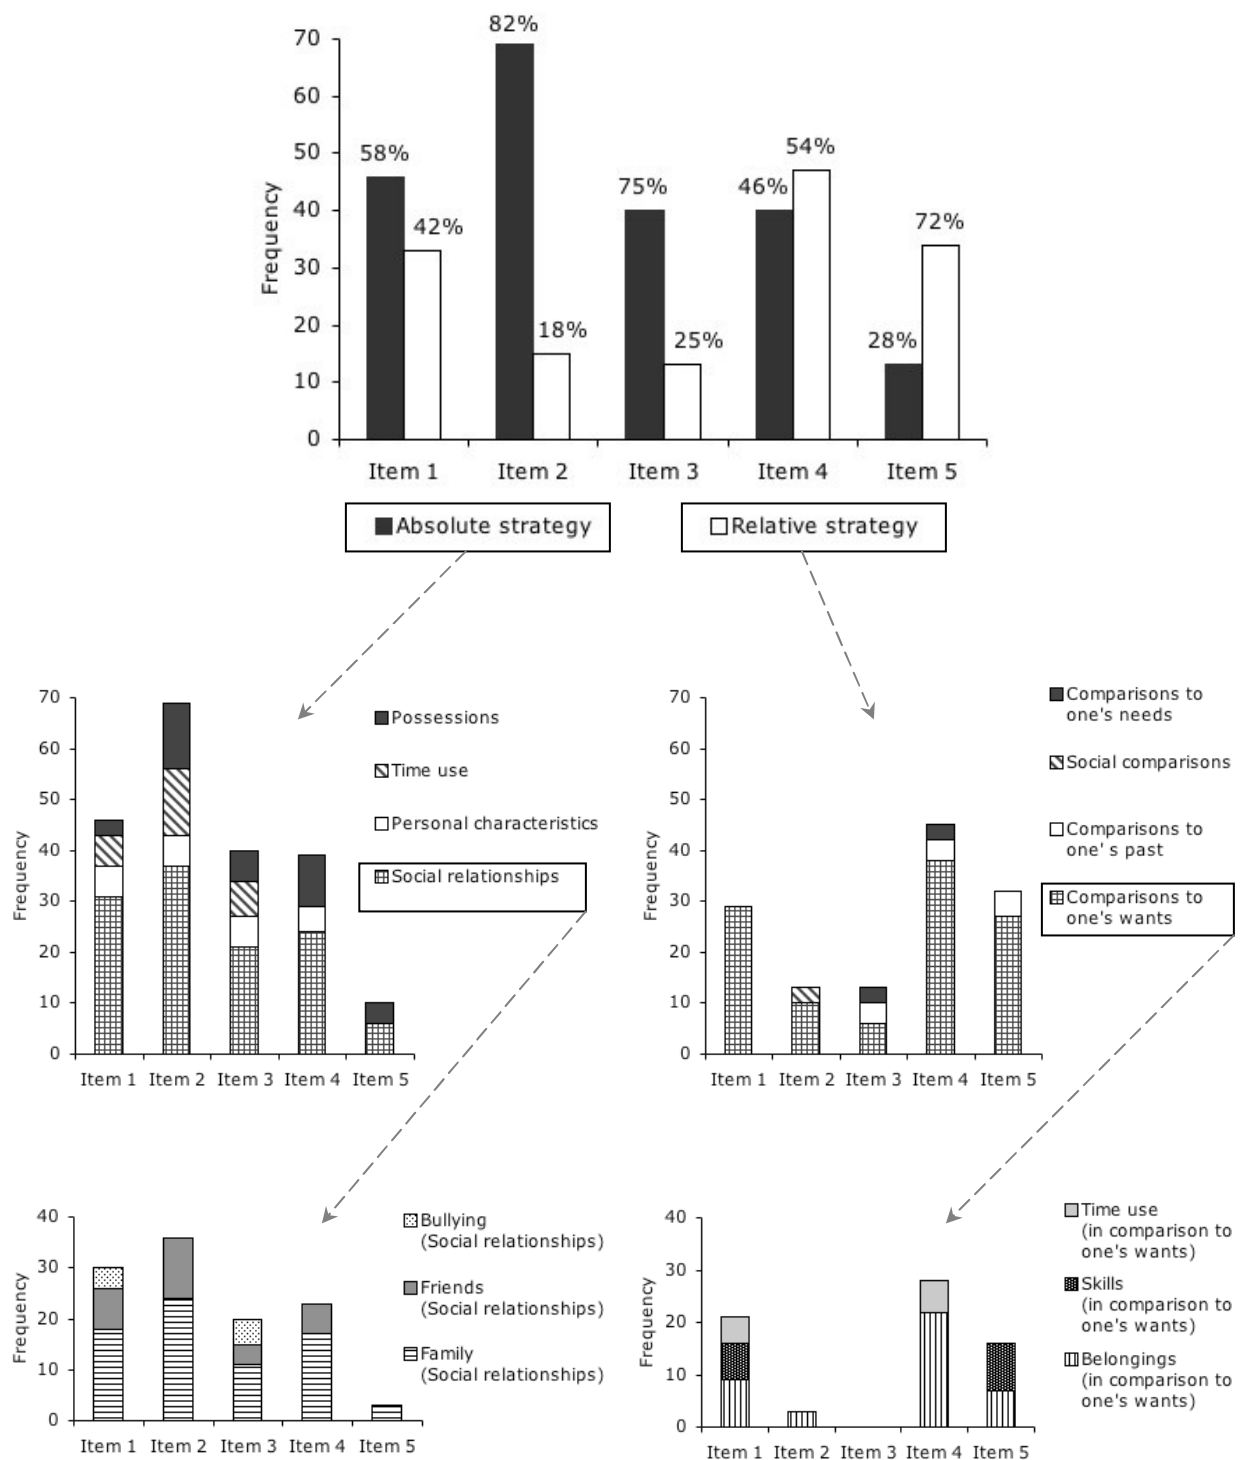 70
60
50
40
30
20
10
0
Frequency
58%
42%
82%
18%
75%
25%
46%
54%
28%
72%
Item 1
Item 2
Item 3
Item 4
Item 5
Absolute strategy
Relative strategy
70
60
50
40
30
20
10
0
Frequency
Item 1
Item 2
Item 3
Item 4
Item 5
Possessions
Time use
Personal characteristics
Social relationships
70
60
50
40
30
20
10
0
Frequency
Item 1
Item 2
Item 3
Item 4
Item 5
Comparisons to
one's needs
Social comparisons
Comparisons to
one' s past
Comparisons to
one's wants
40
30
20
10
0
Frequency
Item 1
Item 2
Item 3
Item 4
Item 5
Bullying
(Social relationships)
Friends
(Social relationships)
Family
(Social relationships)
40
30
20
10
0
Frequency
Item 1
Item 2
Item 3
Item 4
Item 5
Time use
(in comparison to
one's wants)
Skills
(in comparison to
one's wants)
Belongings
(in comparison to
one's wants)